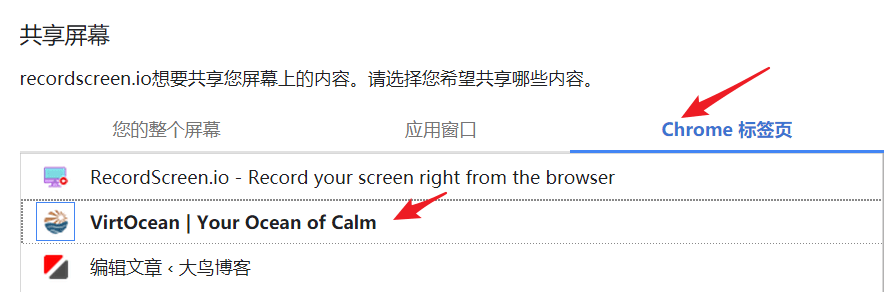 共享屏幕
recordscreen.io想要共享您屏幕上的内容。请选择您希望共享哪些内容。
您的整个屏幕 应用窗口 Chrome 标签页
RecordScreen.io - Record your screen right from the browser
VirtOcean | Your Ocean of Calm
编辑文章 ‹ 大鸟博客